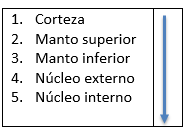 1. Corteza
2. Manto superior
3. Manto inferior
4. Núcleo externo
5. Núcleo interno